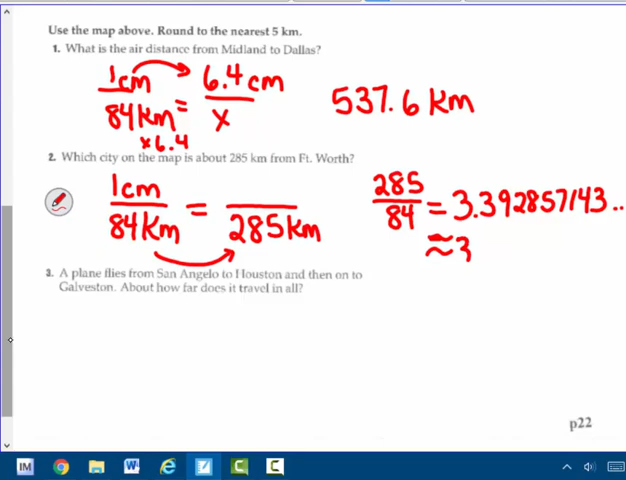 Use the map above. Round to the nearest 5 km.
1. What is the air distance from Midland to Dallas?
1cm 6.4cm
= 537.6 Km
84Km x
x6.4
2. Which city on the map is about 285 km from Ft. Worth?
1cm 285
= = 3.392857143..
84Km 285Km 84
≈3
3. A plane flies from San Angelo to Houston and then on to
Galveston. About how far does it travel in all?
p22
IM